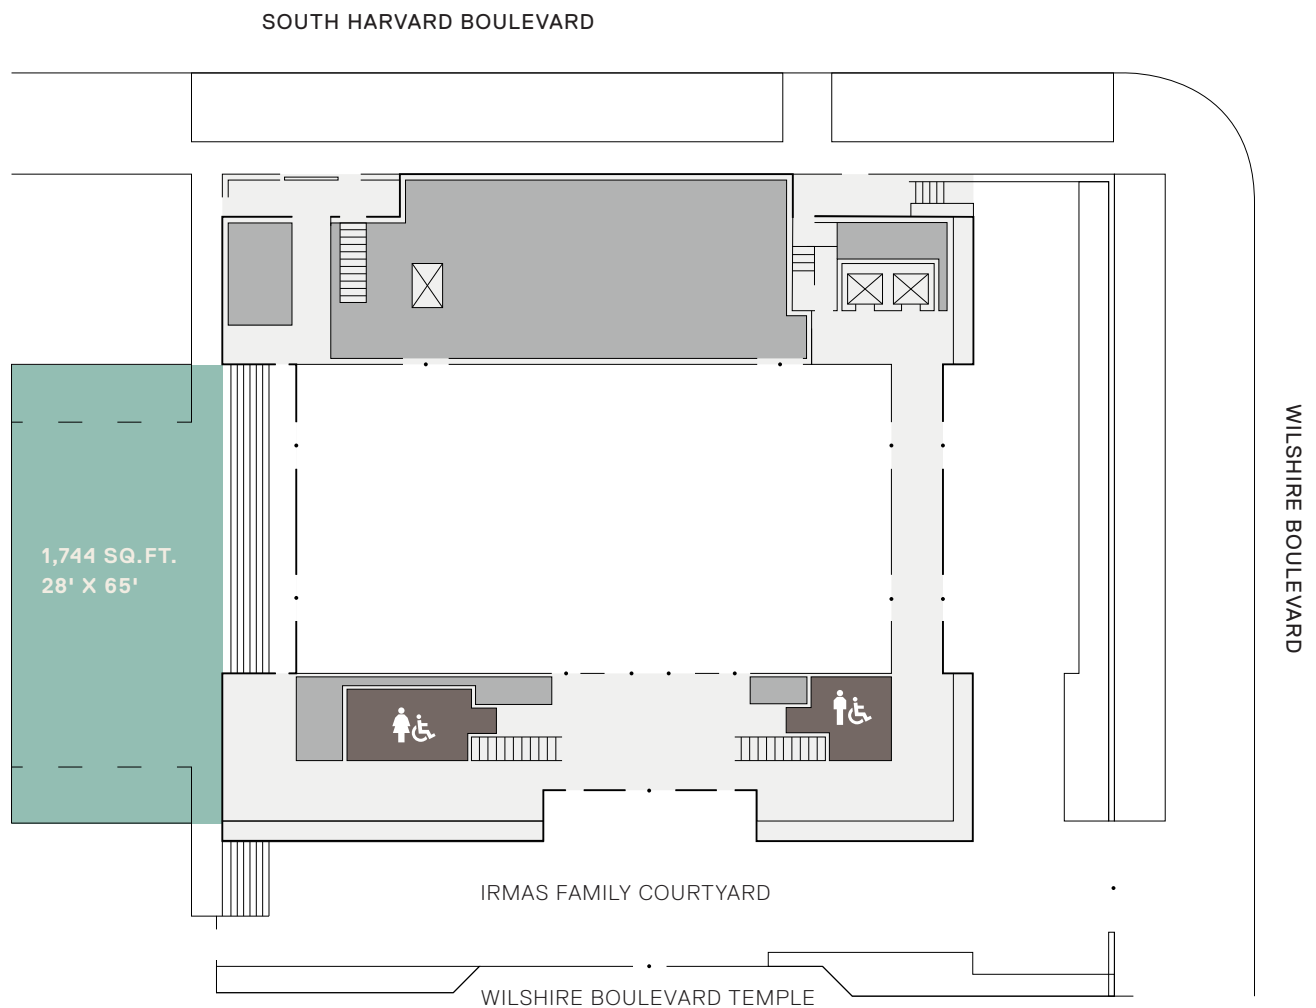 SOUTH HARVARD BOULEVARD
WILSHIRE BOULEVARD
1,744 SQ.FT.
28' X 65'
IRMAS FAMILY COURTYARD
WILSHIRE BOULEVARD TEMPLE